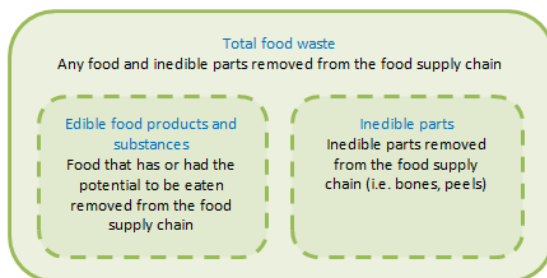 Total food waste
Any food and inedible parts removed from the food supply chain
Edible food products and
substances
Food that has or had the
potential to be eaten
removed from the food
supply chain
Inedible parts
Inedible parts removed
from the food supply
chain (i.e. bones, peels)